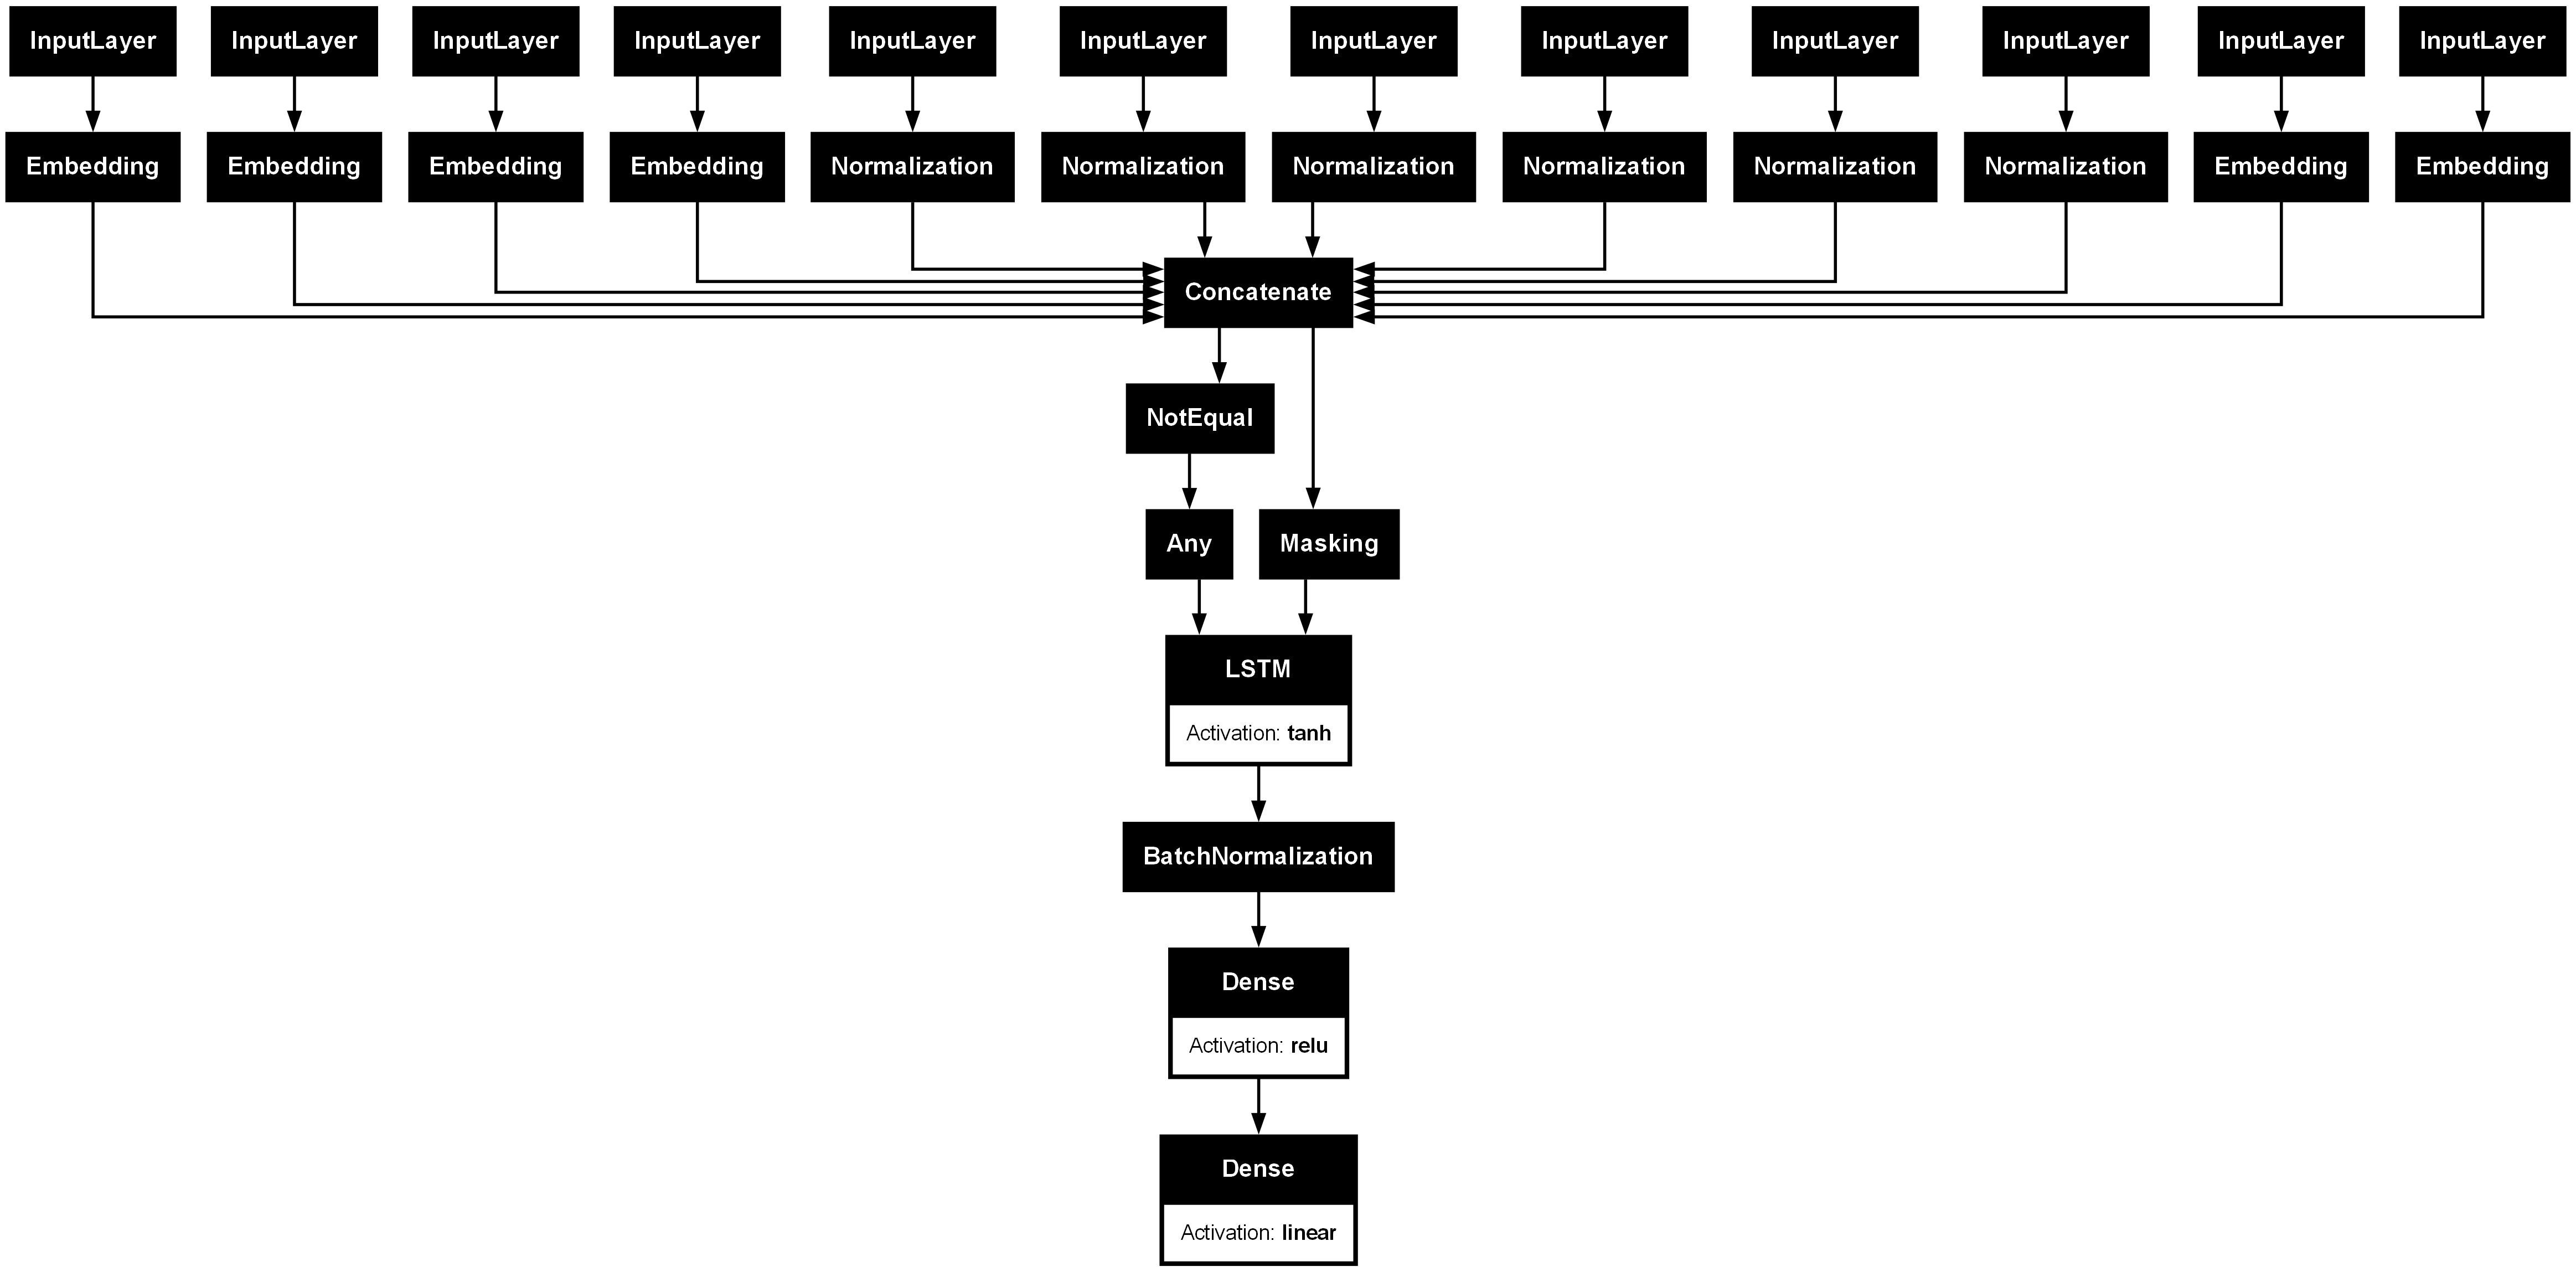 InputLayer InputLayer InputLayer InputLayer InputLayer InputLayer InputLayer InputLayer InputLayer InputLayer InputLayer InputLayer
Embedding Embedding Embedding Embedding Normalization Normalization Normalization Normalization Normalization Normalization Embedding Embedding
Concatenate
NotEqual
Any Masking
LSTM
Activation: tanh
BatchNormalization
Dense
Activation: relu
Dense
Activation: linear